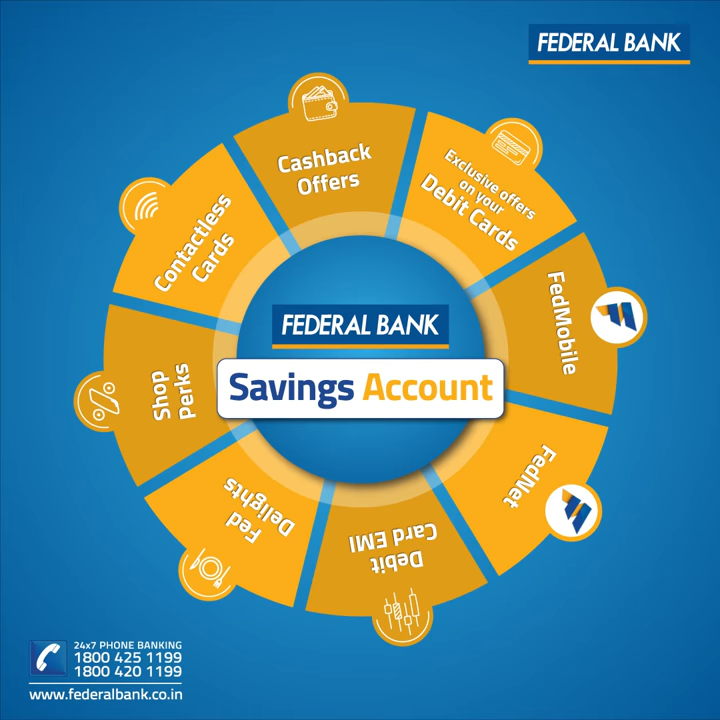 FEDERAL BANK
Cashback
Offers
Exclusive offers
on your
Debit Cards
FedMobile
FedNet
Debit
Card EMI
Fed
Delights
Shop
Perks
Contactless
Cards
FEDERAL BANK
Savings Account
24x7 PHONE BANKING
1800 425 1199
1800 420 1199
www.federalbank.co.in